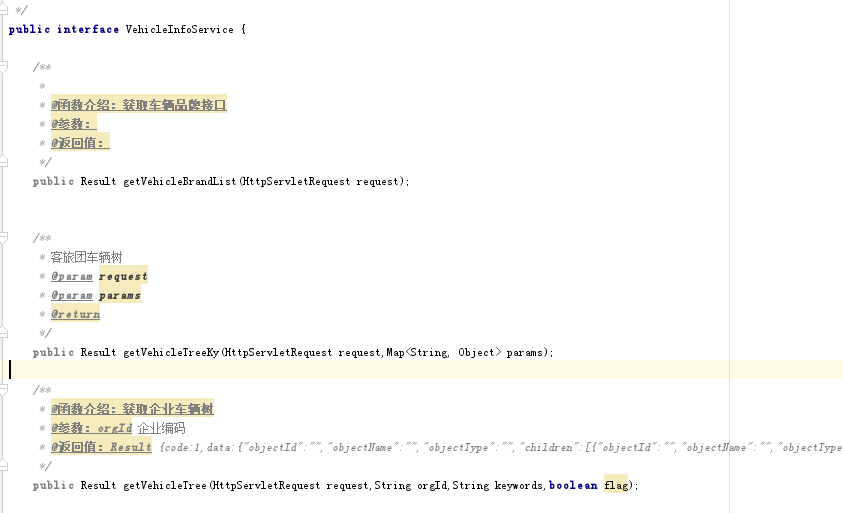 */
public interface VehicleInfoService {
/**
*
* @函数介绍：获取车辆品牌接口
* @参数：
* @返回值：
*/
public Result getVehicleBrandList(HttpServletRequest request);
/**
* 客旅团车辆树
* @param request
* @param params
* @return
*/
public Result getVehicleTreeKy(HttpServletRequest request,Map<String, Object> params);
/**
* @函数介绍：获取企业车辆树
* @参数：orgId 企业编码
* @返回值：Result {code:1,data:{"objectId":"","objectName":"","objectType":"","children":[{"objectId":"","objectName":"","objectType
*/
public Result getVehicleTree(HttpServletRequest request,String orgId,String keywords,boolean flag);